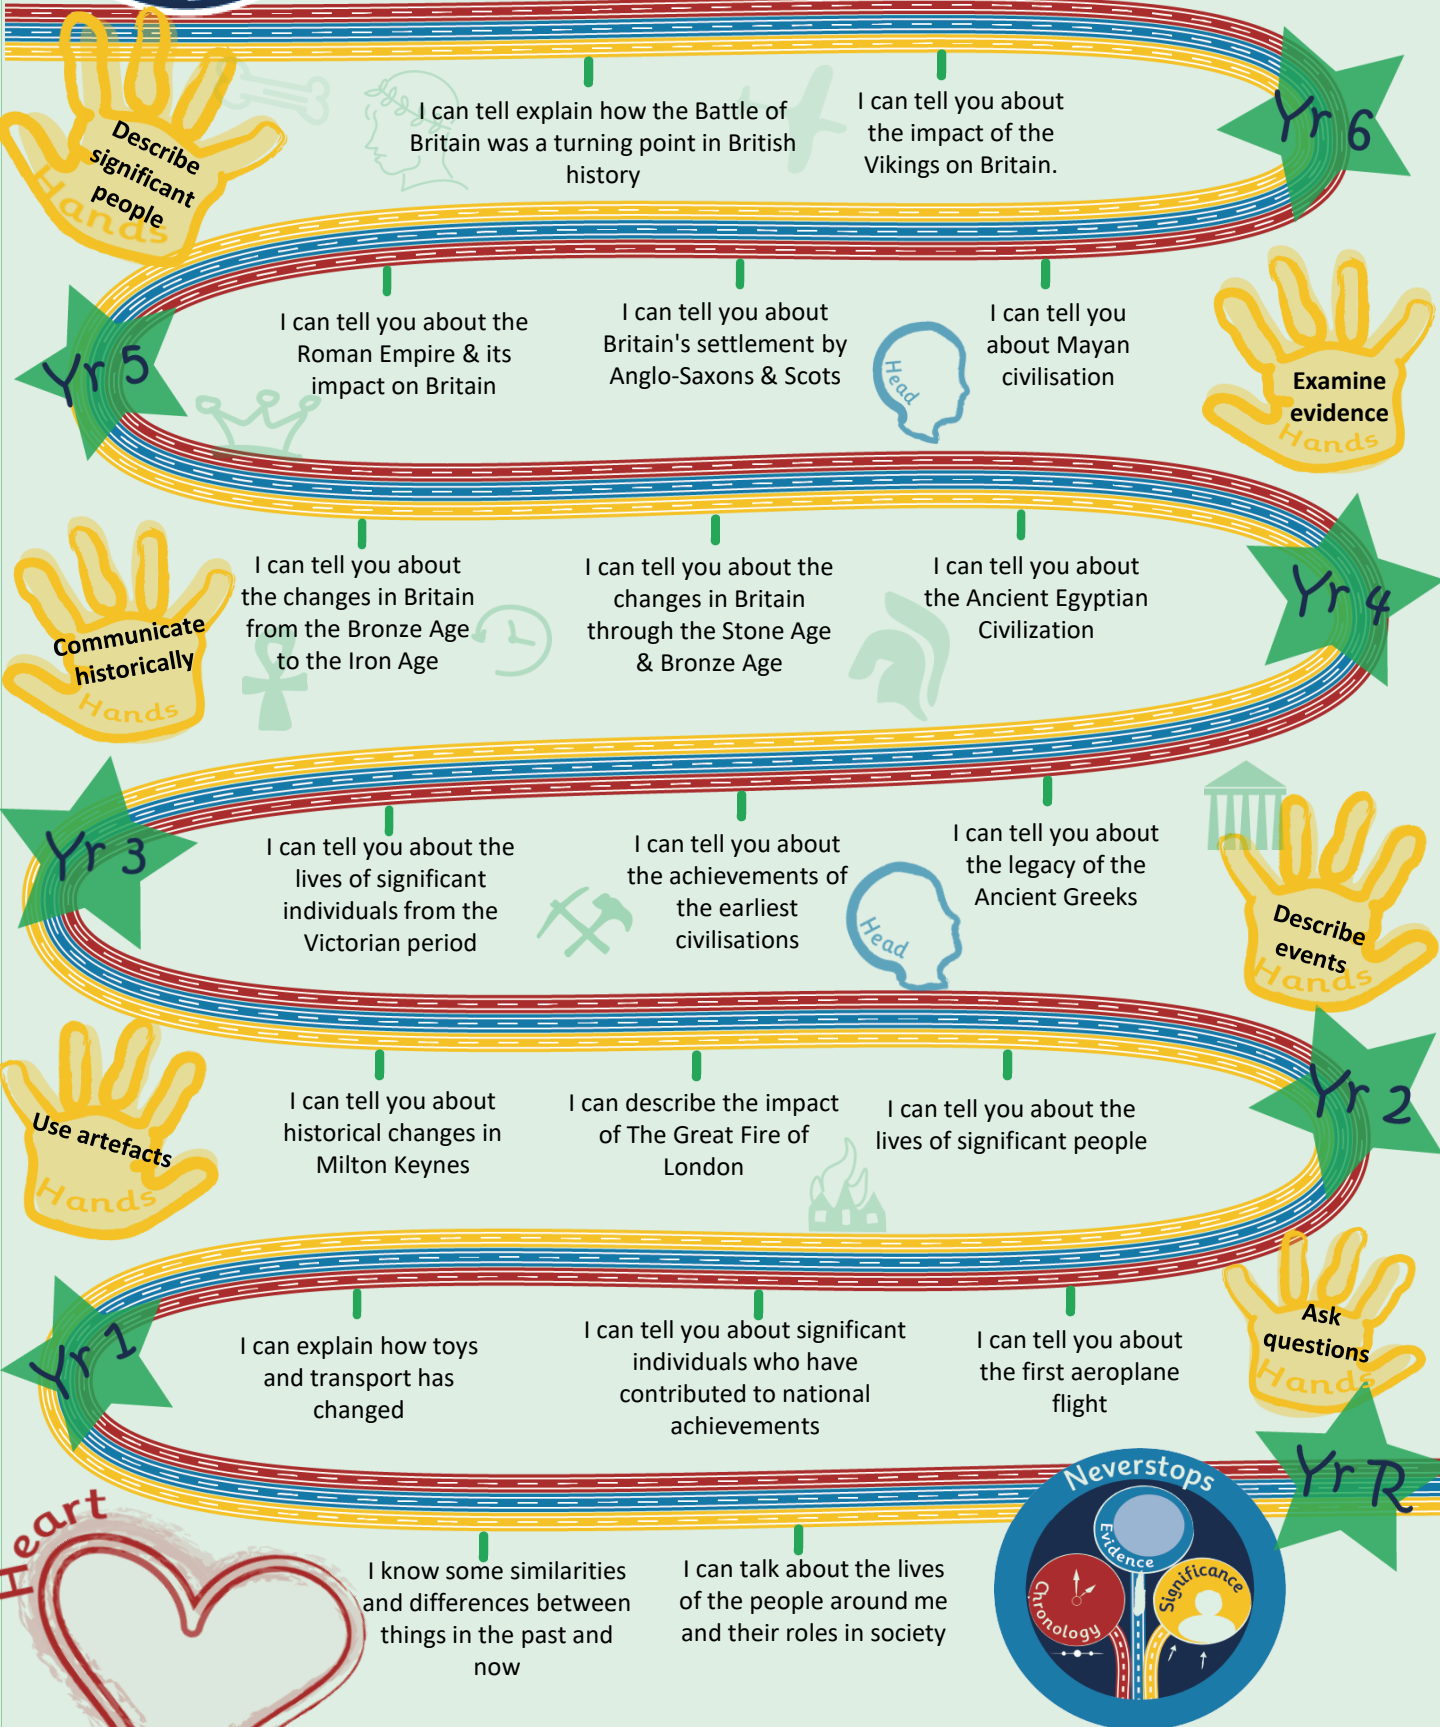 I can tell explain how the Battle of
Britain was a turning point in British
history
I can tell you about
the impact of the
Vikings on Britain.
Yr 6
Describe
significant
people
Hands
I can tell you about the
Roman Empire & its
impact on Britain
I can tell you about
Britain's settlement by
Anglo-Saxons & Scots
Head
I can tell you
about Mayan
civilisation
Examine
evidence
Hands
Yr 5
I can tell you about
the changes in Britain
from the Bronze Age
to the Iron Age
I can tell you about the
changes in Britain
through the Stone Age
& Bronze Age
I can tell you about
the Ancient Egyptian
Civilization
Yr 4
Communicate
historically
Hands
Yr 3
I can tell you about the
lives of significant
individuals from the
Victorian period
I can tell you about
the achievements of
the earliest
civilisations
Head
I can tell you about
the legacy of the
Ancient Greeks
Describe
events
Hands
Use artefacts
Hands
I can tell you about
historical changes in
Milton Keynes
I can describe the impact
of The Great Fire of
London
I can tell you about the
lives of significant people
Yr 2
Yr 1
I can explain how toys
and transport has
changed
I can tell you about significant
individuals who have
contributed to national
achievements
I can tell you about
the first aeroplane
flight
Ask
questions
Hands
Yr R
Heart
I know some similarities
and differences between
things in the past and
now
I can talk about the lives
of the people around me
and their roles in society
Neverstops
Evidence
Chronology
Significance